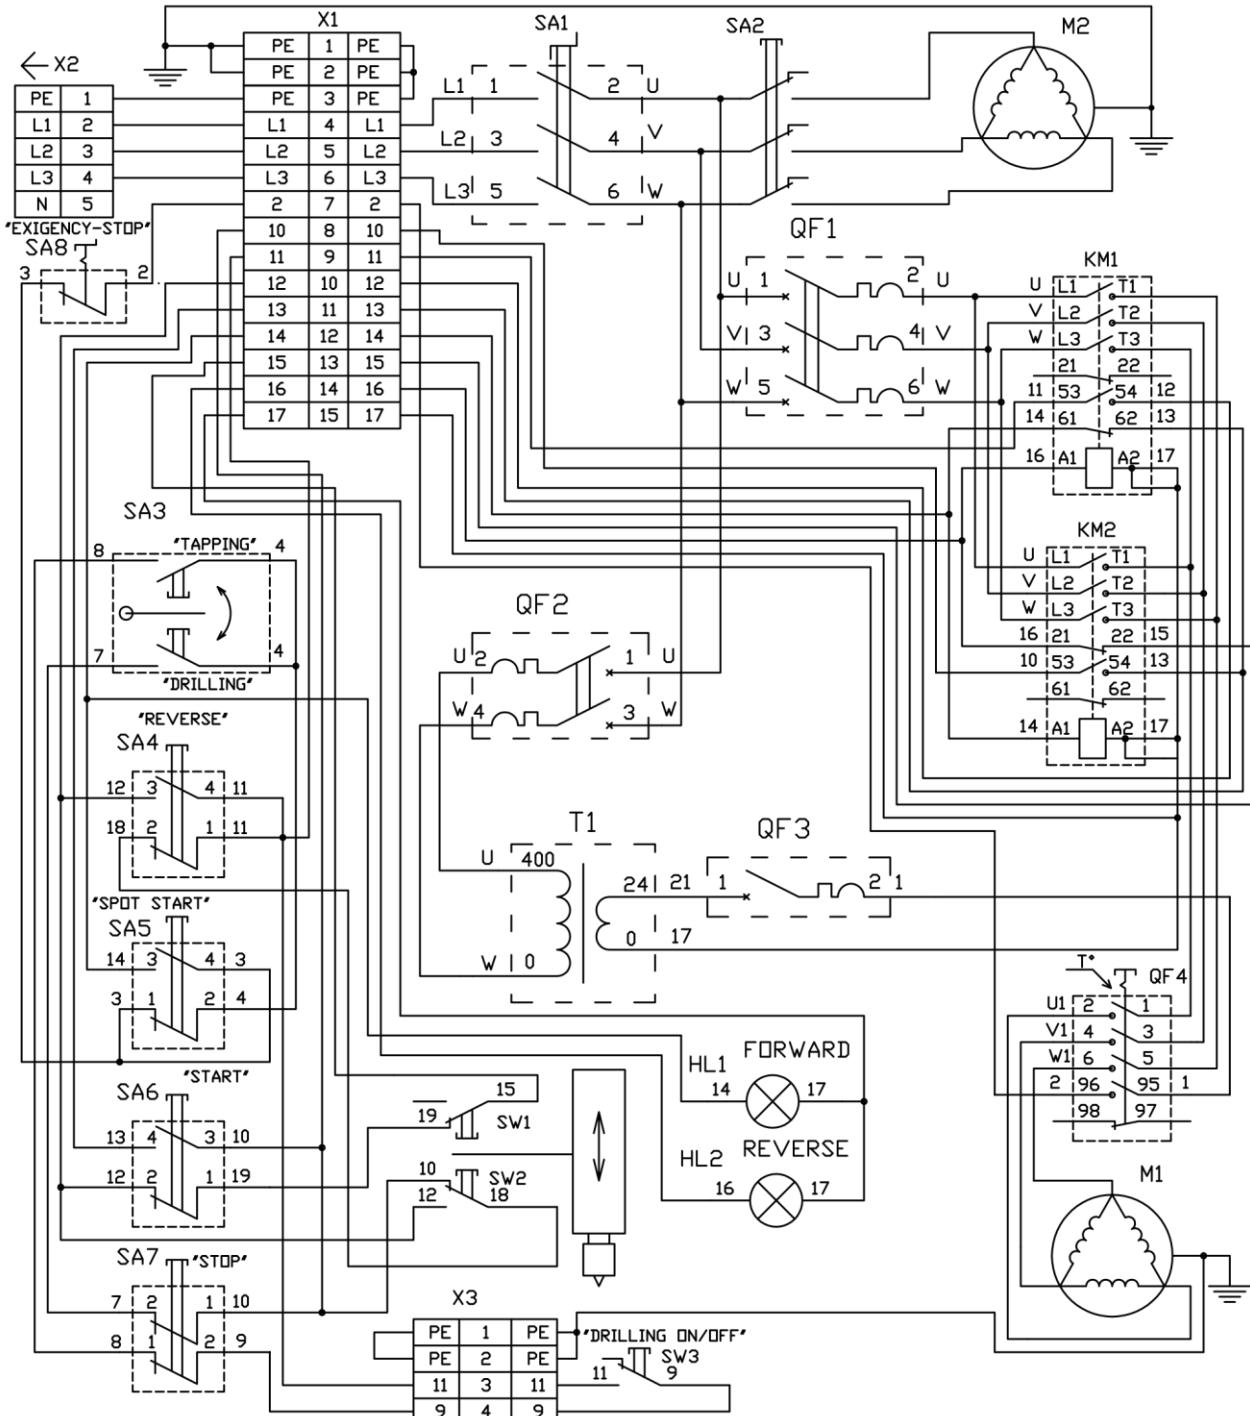 X1
SA1
SA2
M2
X2
PE 1
L1 2
L2 3
L3 4
N 5
PE 1 PE
PE 2 PE
PE 3 PE
L1 4 L1
L2 5 L2
L3 6 L3
2 7 2
10 8 10
11 9 11
12 10 12
13 11 13
14 12 14
15 13 15
16 14 16
17 15 17
L1 1 2 U
L2 3 4 V
L3 5 6 W
"EXIGENCY-STOP"
SA8
3 2
QF1
U 1 2 U
V 3 4 V
W 5 6 W
KM1
U L1 T1
V L2 T2
W L3 T3
21 22
11 53 54 12
14 61 62 13
16 A1 A2 17
KM2
U L1 T1
V L2 T2
W L3 T3
16 21 22 15
10 53 54 13
61 62
14 A1 A2 17
SA3
"TAPPING"
8 4
7 4
"DRILLING"
QF2
U 2 1 U
W 4 3 W
"REVERSE"
SA4
12 3 4 11
18 2 1 11
T1
U 400
24 21
0 17
W 0
QF3
1 2 1
"SPOT START"
SA5
14 3 4 3
3 1 2 4
T°
QF4
U1 2 1
V1 4 3
W1 6 5
2 96 95 1
98 97
"START"
SA6
13 4 3 10
12 2 1 19
15
19 SW1
10 SW2
12 18
HL1 FORWARD
14 17
HL2 REVERSE
16 17
M1
SA7 "STOP"
7 2 1 10
8 1 2 9
X3
PE 1 PE
PE 2 PE
11 3 11
9 4 9
"DRILLING ON/OFF"
SW3
11 9